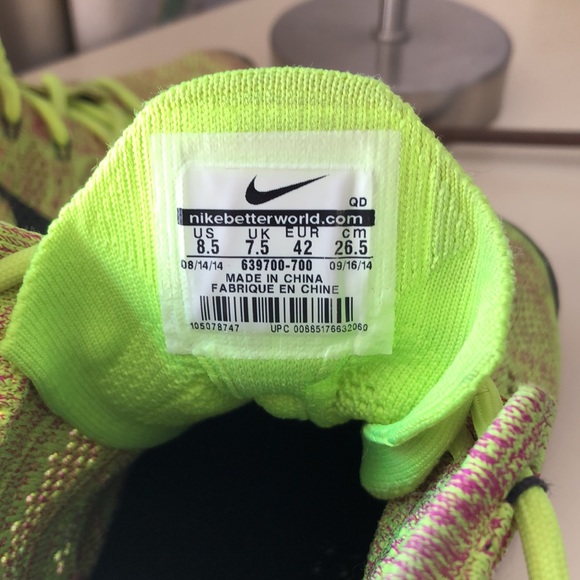 QD
nikebetterworld.com
US UK EUR cm
8.5 7.5 42 26.5
08/14/14 639700-700 09/16/14
MADE IN CHINA
FABRIQUE EN CHINE
105078747 UPC 00685176632060